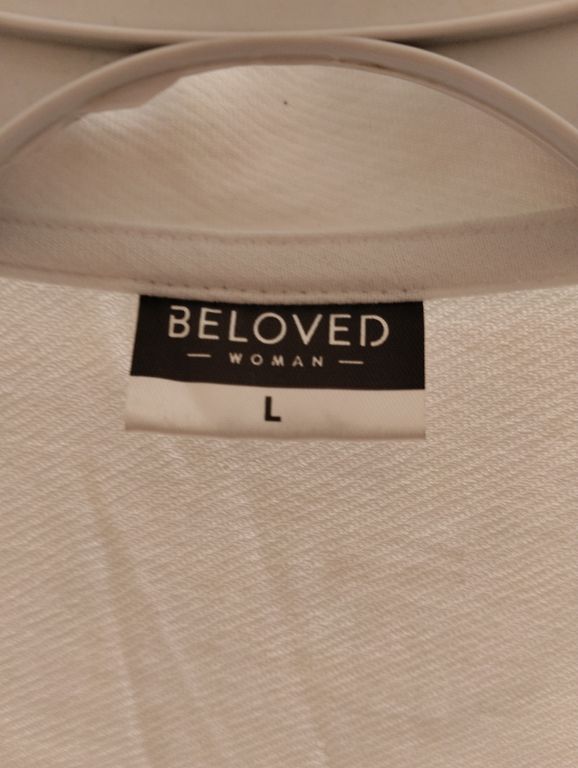 BELOVED
— WOMAN —
L